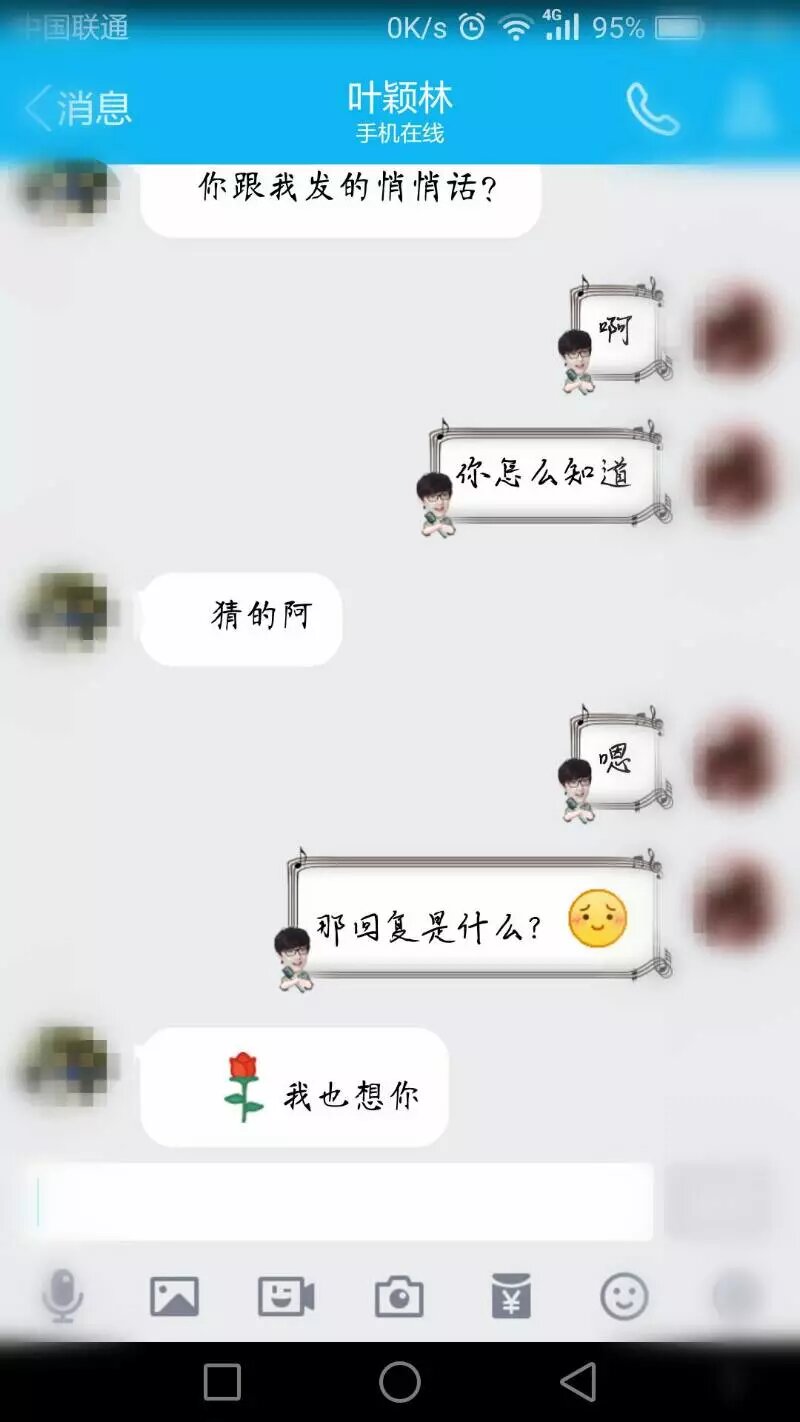 中国联通 0K/s 4G 95%
消息 叶颖林
手机在线
你跟我发的悄悄话?
啊
你怎么知道
猜的阿
嗯
那回复是什么?
我也想你
¥